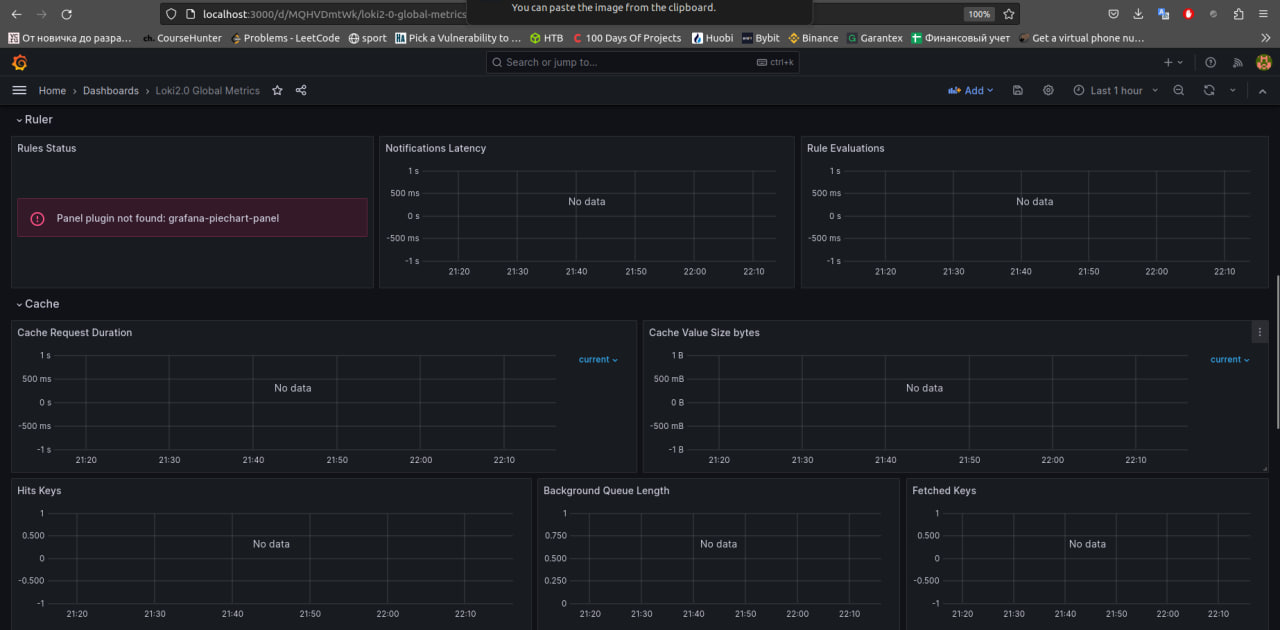 You can paste the image from the clipboard.
localhost:3000/d/MQHVDmtWk/loki2-0-global-metrics
100%
От новичка до разра…
ch. CourseHunter
Problems - LeetCode
sport
HA Pick a Vulnerability to …
HTB
C 100 Days Of Projects
Huobi
Bybit
Binance
G Garantex
Финансовый учет
Get a virtual phone nu…
Search or jump to...
ctrl+k
Home › Dashboards › Loki2.0 Global Metrics
Add
Last 1 hour
Ruler
Rules Status
Panel plugin not found: grafana-piechart-panel
Notifications Latency
1 s
500 ms
0 s
-500 ms
-1 s
No data
21:20 21:30 21:40 21:50 22:00 22:10
Rule Evaluations
1 s
500 ms
0 s
-500 ms
-1 s
No data
21:20 21:30 21:40 21:50 22:00 22:10
Cache
Cache Request Duration
1 s
500 ms
0 s
-500 ms
-1 s
No data
current
21:20 21:30 21:40 21:50 22:00 22:10
Cache Value Size bytes
1 B
500 mB
0 B
-500 mB
-1 B
No data
current
21:20 21:30 21:40 21:50 22:00 22:10
Hits Keys
1
0.500
0
-0.500
-1
No data
21:20 21:30 21:40 21:50 22:00 22:10
Background Queue Length
1
0.750
0.500
0.250
0
No data
21:20 21:30 21:40 21:50 22:00 22:10
Fetched Keys
1
0.500
0
-0.500
-1
No data
21:20 21:30 21:40 21:50 22:00 22:10